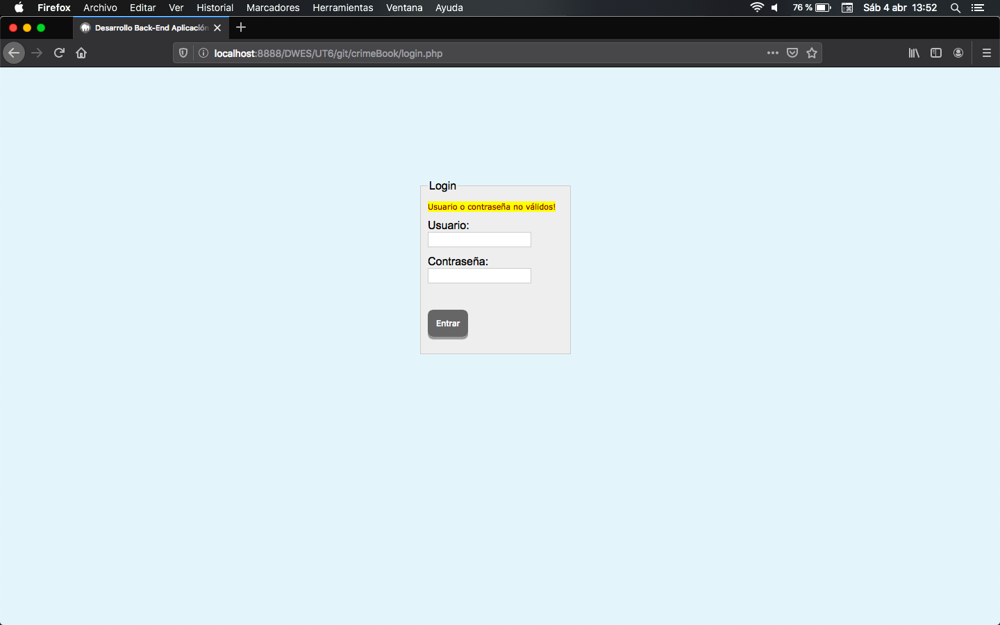 Firefox Archivo Editar Ver Historial Marcadores Herramientas Ventana Ayuda 76 % Sáb 4 abr 13:52
Desarrollo Back-End Aplicación
localhost:8888/DWES/UT6/git/crimeBook/login.php
Login
Usuario o contraseña no válidos!
Usuario:
Contraseña:
Entrar